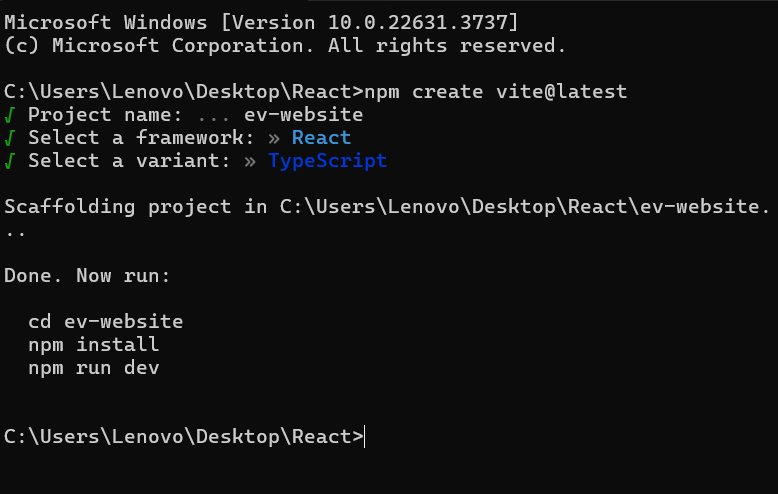 Microsoft Windows [Version 10.0.22631.3737]
(c) Microsoft Corporation. All rights reserved.
C:\Users\Lenovo\Desktop\React>npm create vite@latest
√ Project name: ... ev-website
√ Select a framework: » React
√ Select a variant: » TypeScript
Scaffolding project in C:\Users\Lenovo\Desktop\React\ev-website.
..
Done. Now run:
cd ev-website
npm install
npm run dev
C:\Users\Lenovo\Desktop\React>